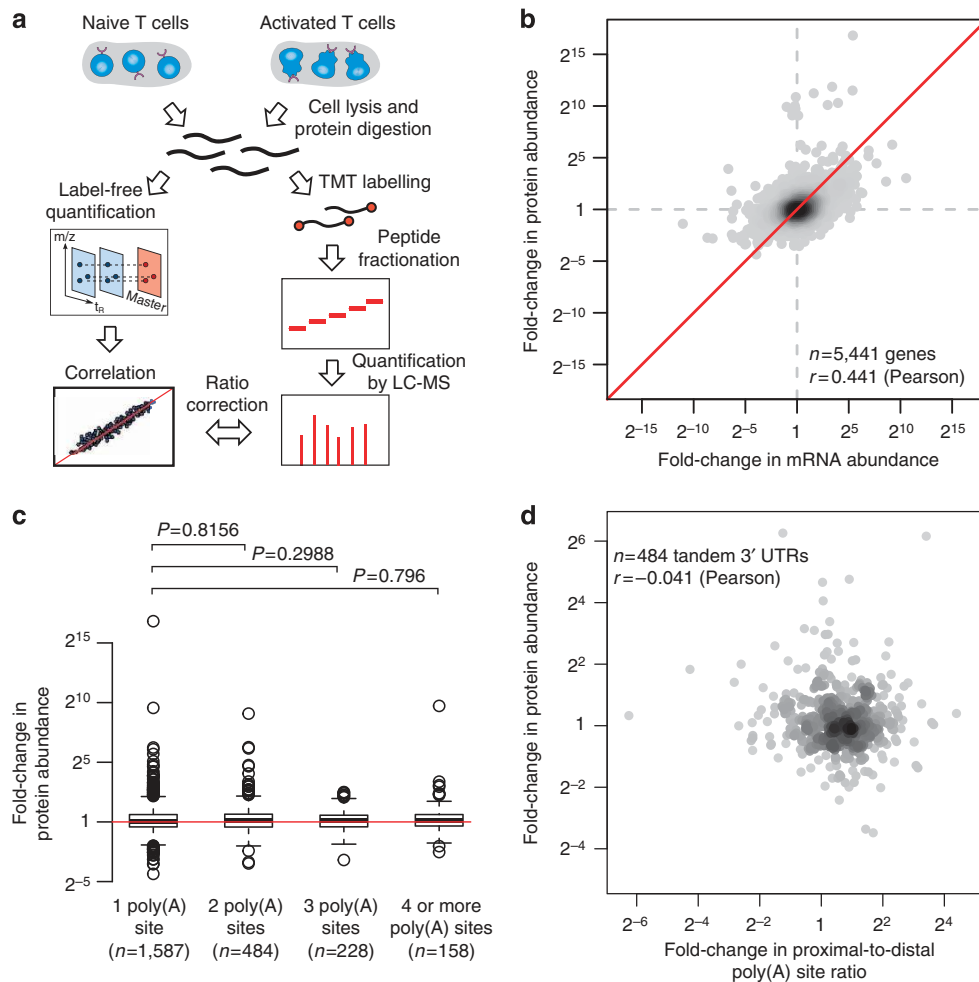 a
Naive T cells
Activated T cells
Cell lysis and
protein digestion
Label-free
quantification
TMT labelling
m/z
t_R
Master
Peptide
fractionation
Correlation
Ratio
correction
Quantification
by LC-MS
b
Fold-change in protein abundance
2^15
2^10
2^5
1
2^−5
2^−10
2^−15
n=5,441 genes
r=0.441 (Pearson)
2^−15
2^−10
2^−5
1
2^5
2^10
2^15
Fold-change in mRNA abundance
c
P=0.8156
P=0.2988
P=0.796
Fold-change in
protein abundance
2^15
2^10
2^5
1
2^−5
1 poly(A)
site
(n=1,587)
2 poly(A)
sites
(n=484)
3 poly(A)
sites
(n=228)
4 or more
poly(A) sites
(n=158)
d
n=484 tandem 3′ UTRs
r=−0.041 (Pearson)
Fold-change in protein abundance
2^6
2^4
2^2
1
2^−2
2^−4
2^−6
2^−4
2^−2
1
2^2
2^4
Fold-change in proximal-to-distal
poly(A) site ratio